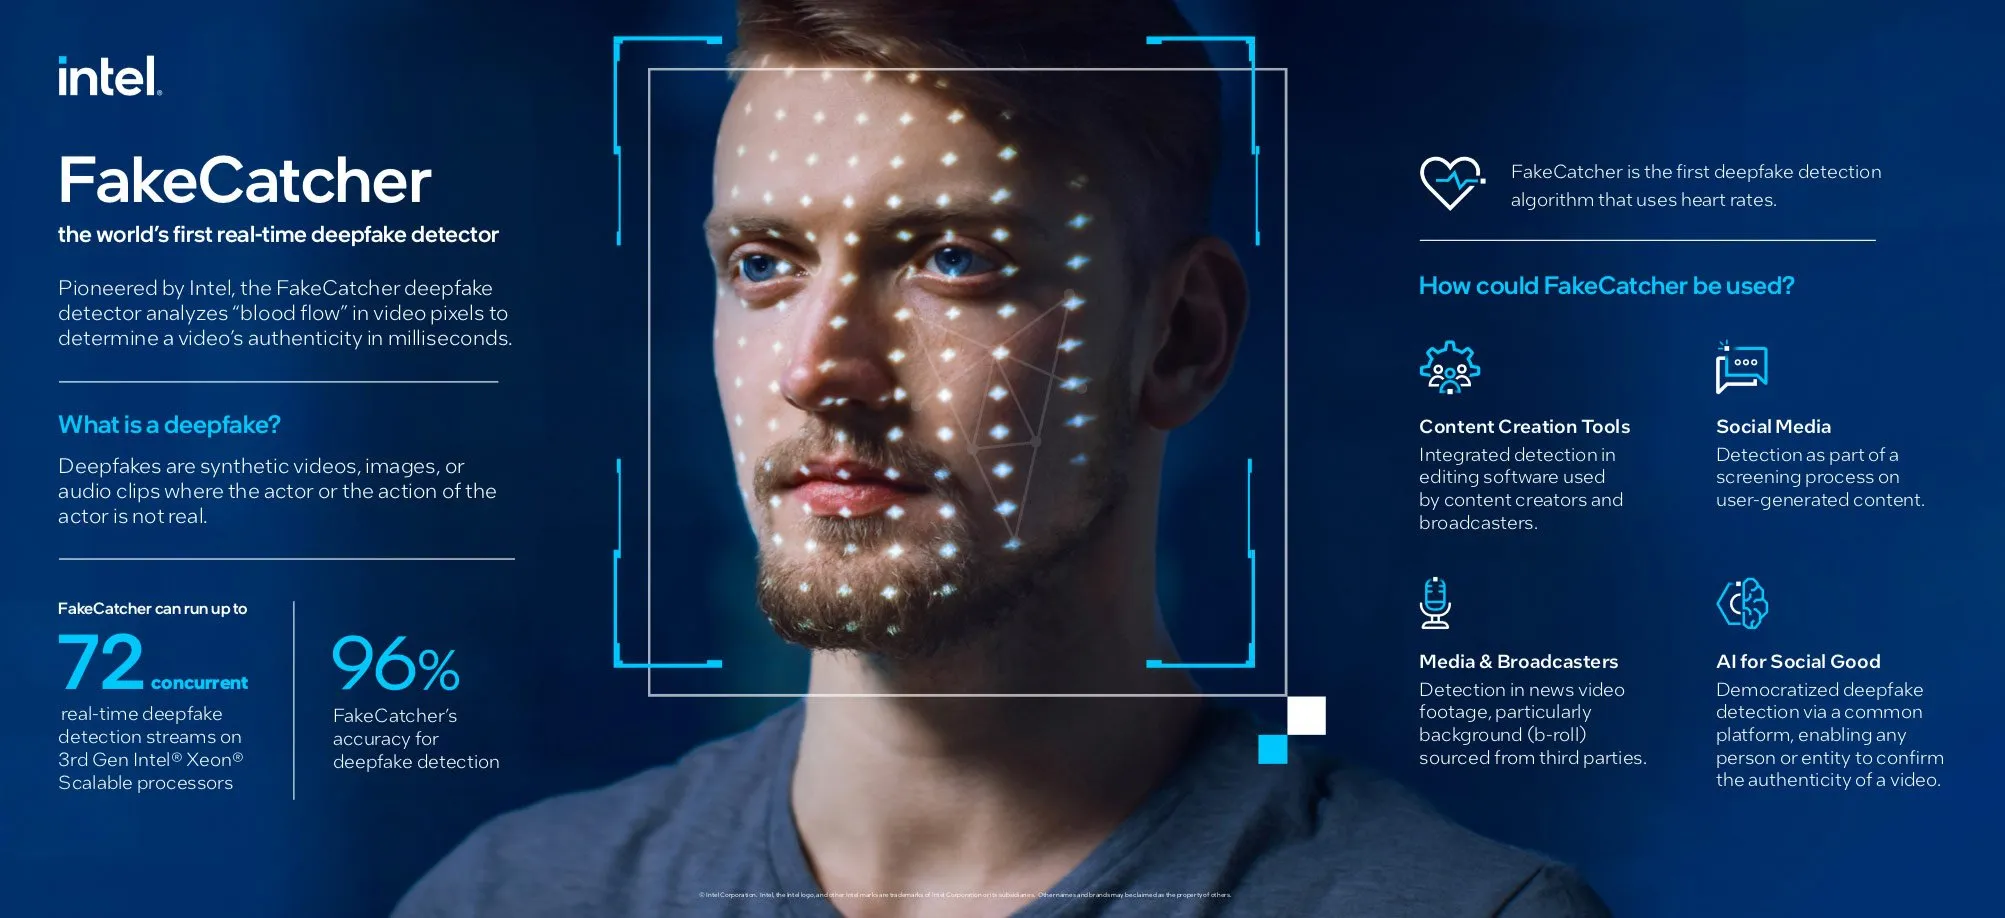 intel®
FakeCatcher
the world's first real-time deepfake detector
Pioneered by Intel, the FakeCatcher deepfake
detector analyzes “blood flow” in video pixels to
determine a video's authenticity in milliseconds.
What is a deepfake?
Deepfakes are synthetic videos, images, or
audio clips where the actor or the action of the
actor is not real.
FakeCatcher can run up to
72 concurrent
real-time deepfake
detection streams on
3rd Gen Intel® Xeon®
Scalable processors
96%
FakeCatcher's
accuracy for
deepfake detection
FakeCatcher is the first deepfake detection
algorithm that uses heart rates.
How could FakeCatcher be used?
Content Creation Tools
Integrated detection in
editing software used
by content creators and
broadcasters.
Social Media
Detection as part of a
screening process on
user-generated content.
Media & Broadcasters
Detection in news video
footage, particularly
background (b-roll)
sourced from third parties.
AI for Social Good
Democratized deepfake
detection via a common
platform, enabling any
person or entity to confirm
the authenticity of a video.
© Intel Corporation. Intel, the Intel logo, and other Intel marks are trademarks of Intel Corporation or its subsidiaries. Other names and brands may be claimed as the property of others.